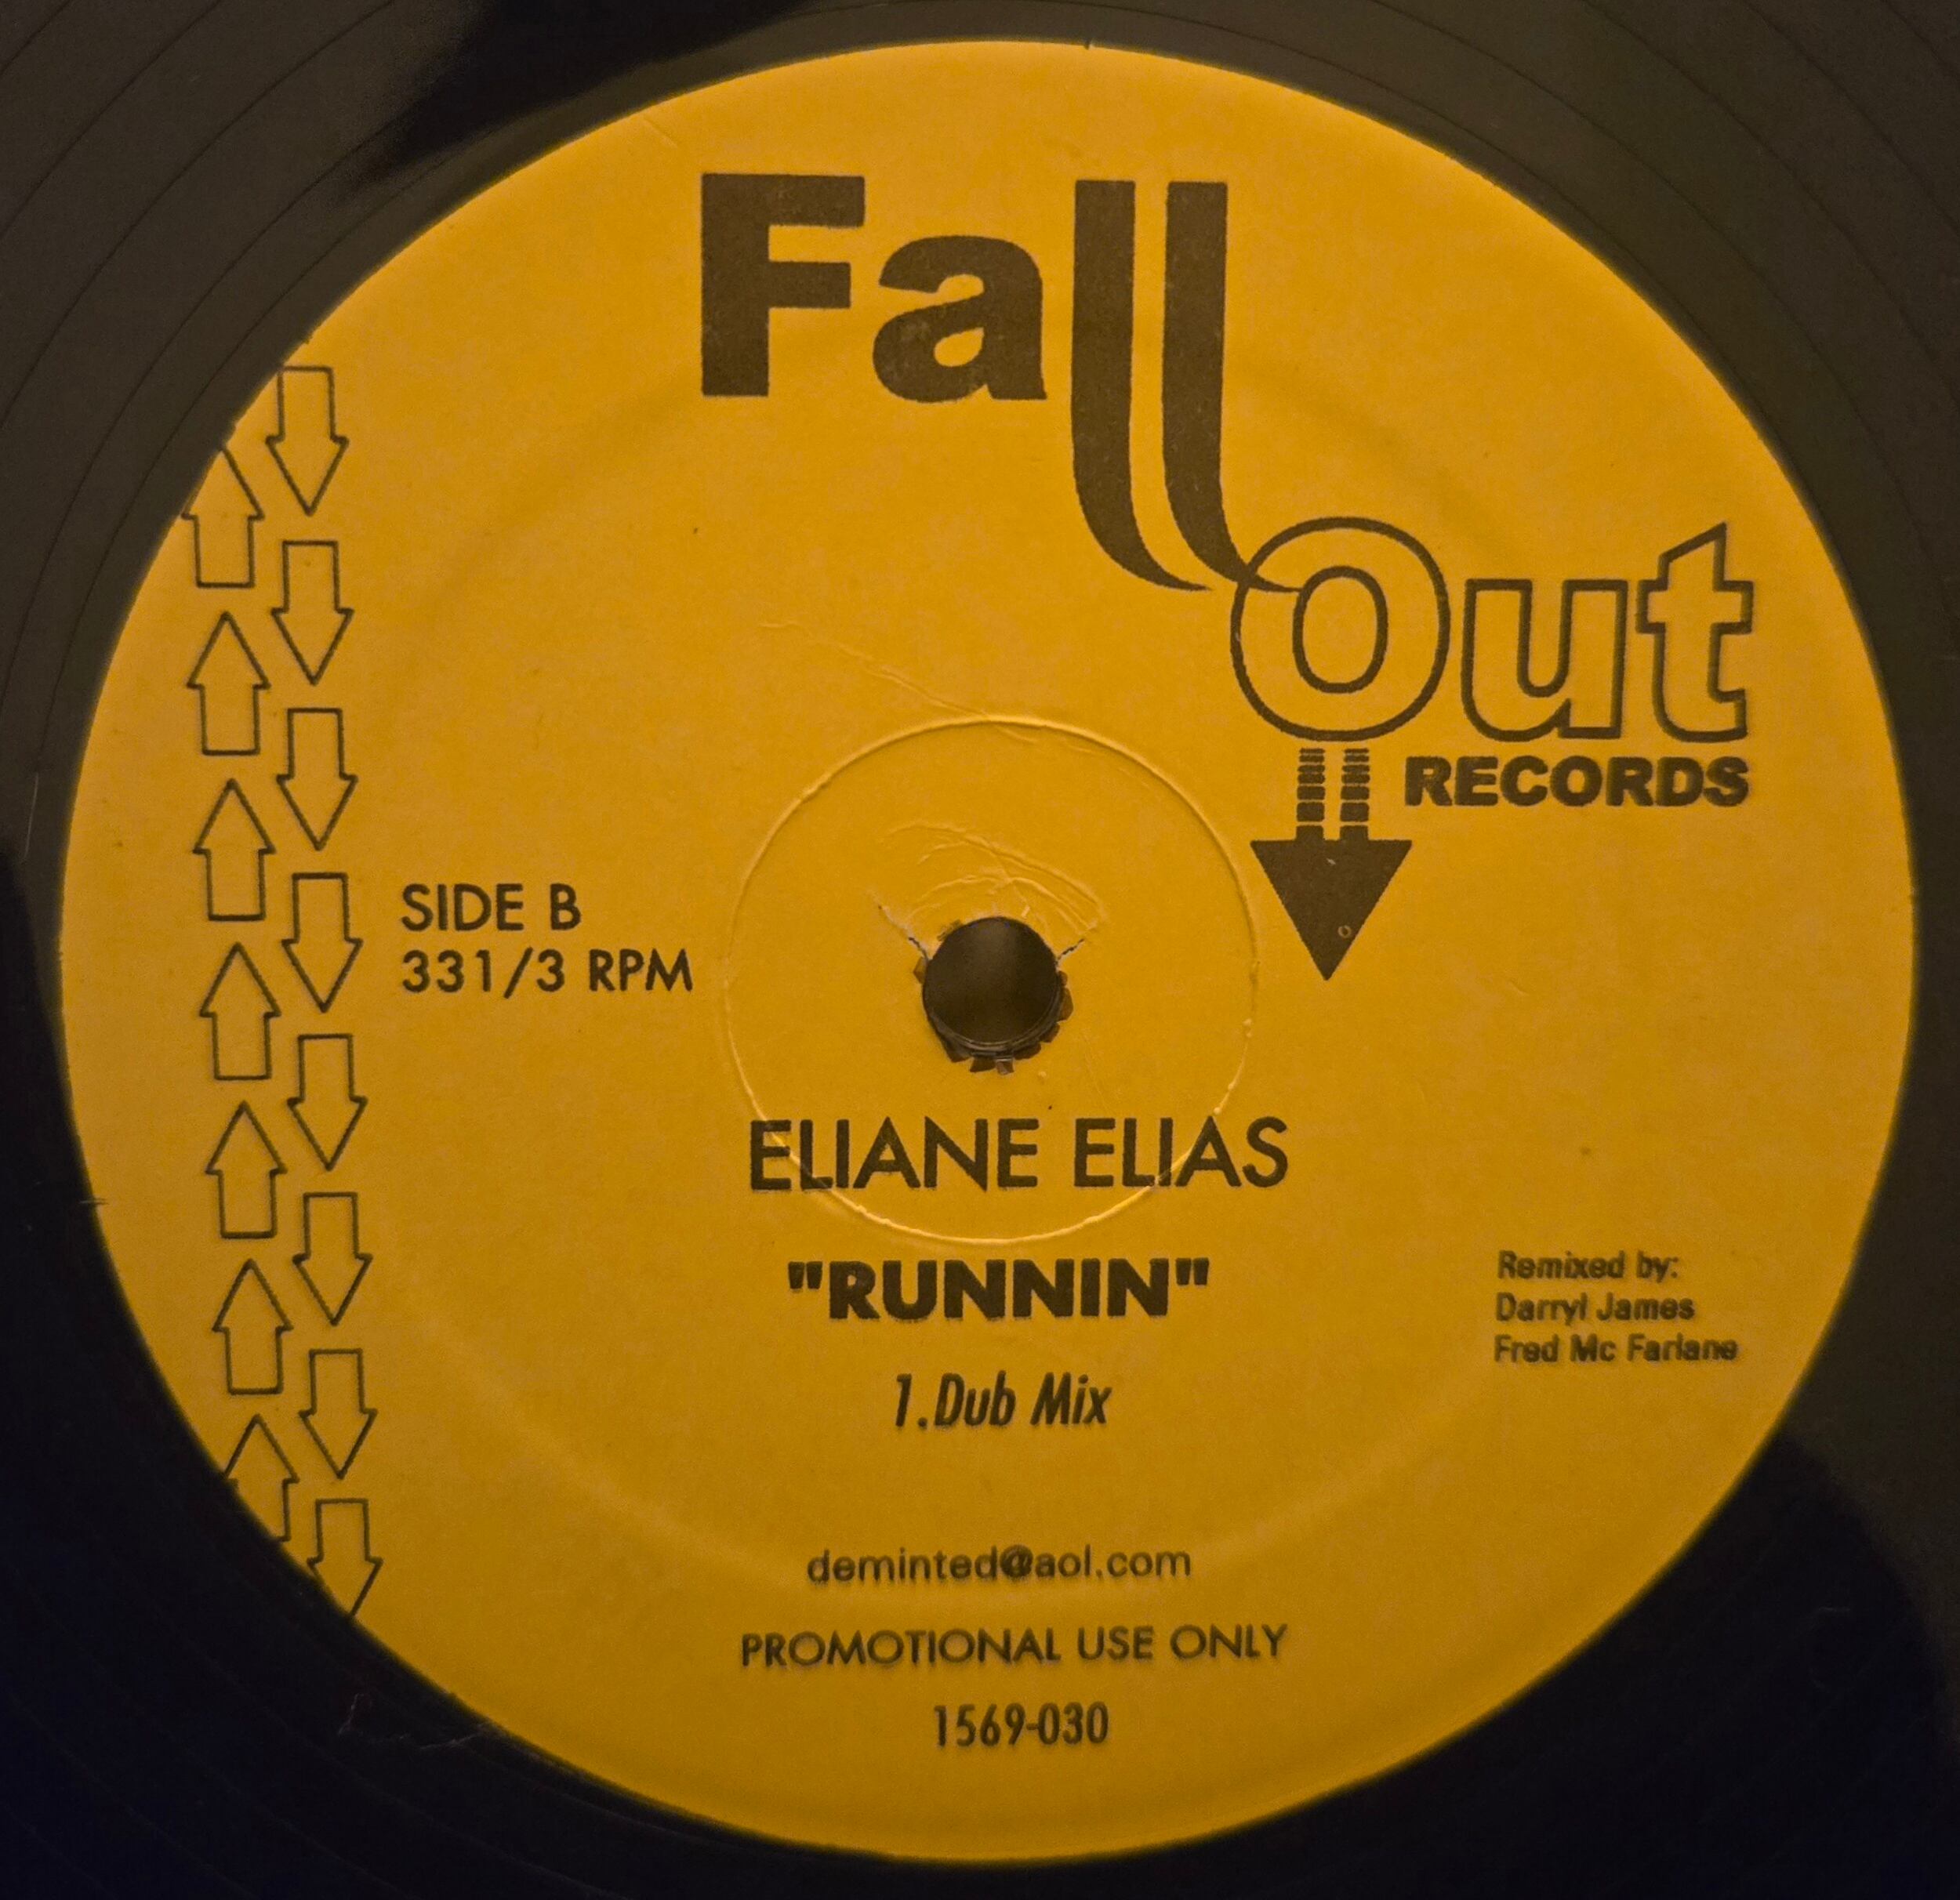 Fall
Out
RECORDS
SIDE B
331/3 RPM
ELIANE ELIAS
"RUNNIN"
1.Dub Mix
Remixed by:
Darryl James
Fred Mc Farlane
deminted@aol.com
PROMOTIONAL USE ONLY
1569-030